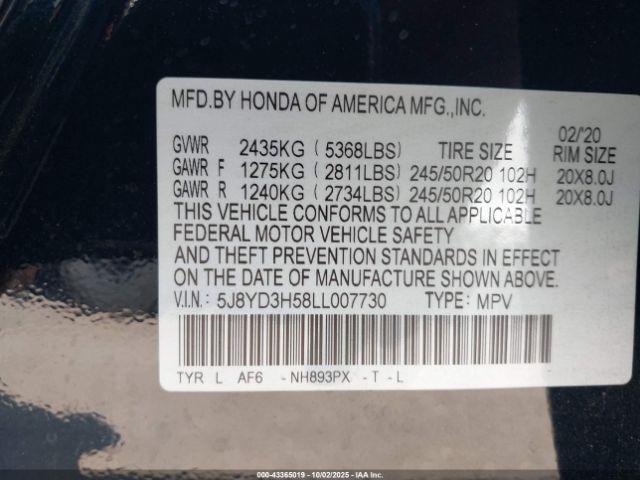 MFD.BY HONDA OF AMERICA MFG.,INC.
02/'20
GVWR 2435KG ( 5368LBS) TIRE SIZE RIM SIZE
GAWR F 1275KG ( 2811LBS) 245/50R20 102H 20X8.0J
GAWR R 1240KG ( 2734LBS) 245/50R20 102H 20X8.0J
THIS VEHICLE CONFORMS TO ALL APPLICABLE
FEDERAL MOTOR VEHICLE SAFETY
AND THEFT PREVENTION STANDARDS IN EFFECT
ON THE DATE OF MANUFACTURE SHOWN ABOVE.
V.I.N.: 5J8YD3H58LL007730 TYPE: MPV
TYR L AF6 - NH893PX - T - L
© 00-43365019 | 10/02/2025 | © Copyright IAA, LLC